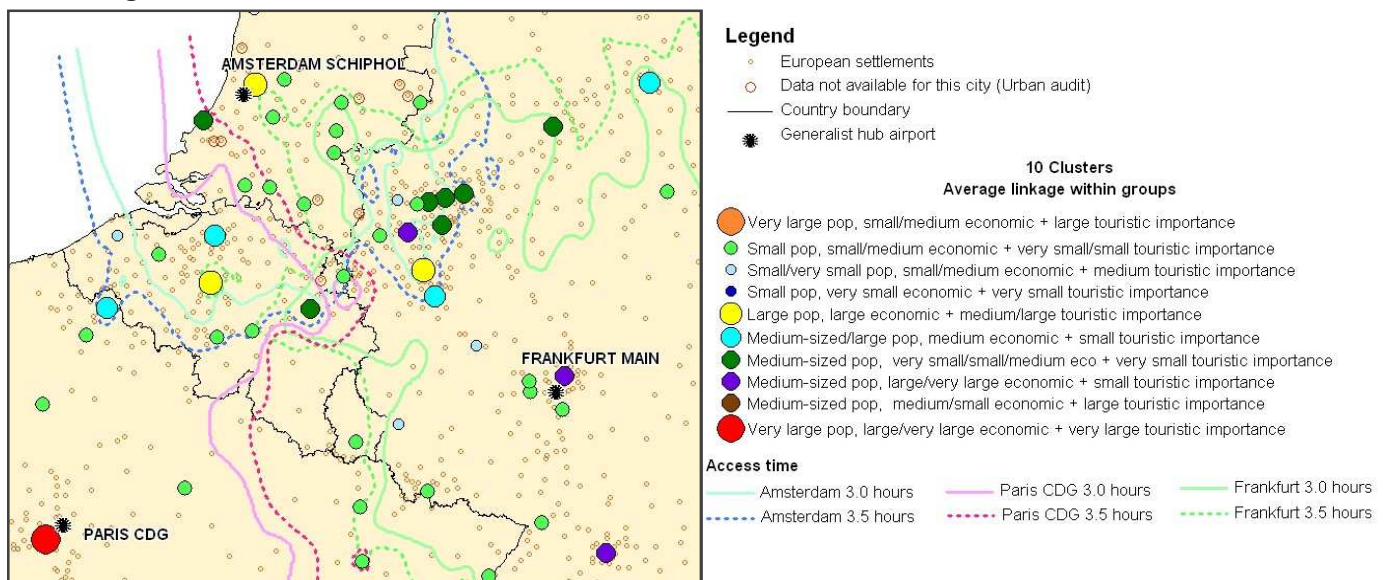 AMSTERDAM SCHIPHOL
FRANKFURT MAIN
PARIS CDG
Legend
European settlements
Data not available for this city (Urban audit)
Country boundary
Generalist hub airport
10 Clusters
Average linkage within groups
Very large pop, small/medium economic + large touristic importance
Small pop, small/medium economic + very small/small touristic importance
Small/very small pop, small/medium economic + medium touristic importance
Small pop, very small economic + very small touristic importance
Large pop, large economic + medium/large touristic importance
Medium-sized/large pop, medium economic + small touristic importance
Medium-sized pop, very small/small/medium eco + very small touristic importance
Medium-sized pop, large/very large economic + small touristic importance
Medium-sized pop, medium/small economic + large touristic importance
Very large pop, large/very large economic + very large touristic importance
Access time
Amsterdam 3.0 hours Paris CDG 3.0 hours Frankfurt 3.0 hours
Amsterdam 3.5 hours Paris CDG 3.5 hours Frankfurt 3.5 hours